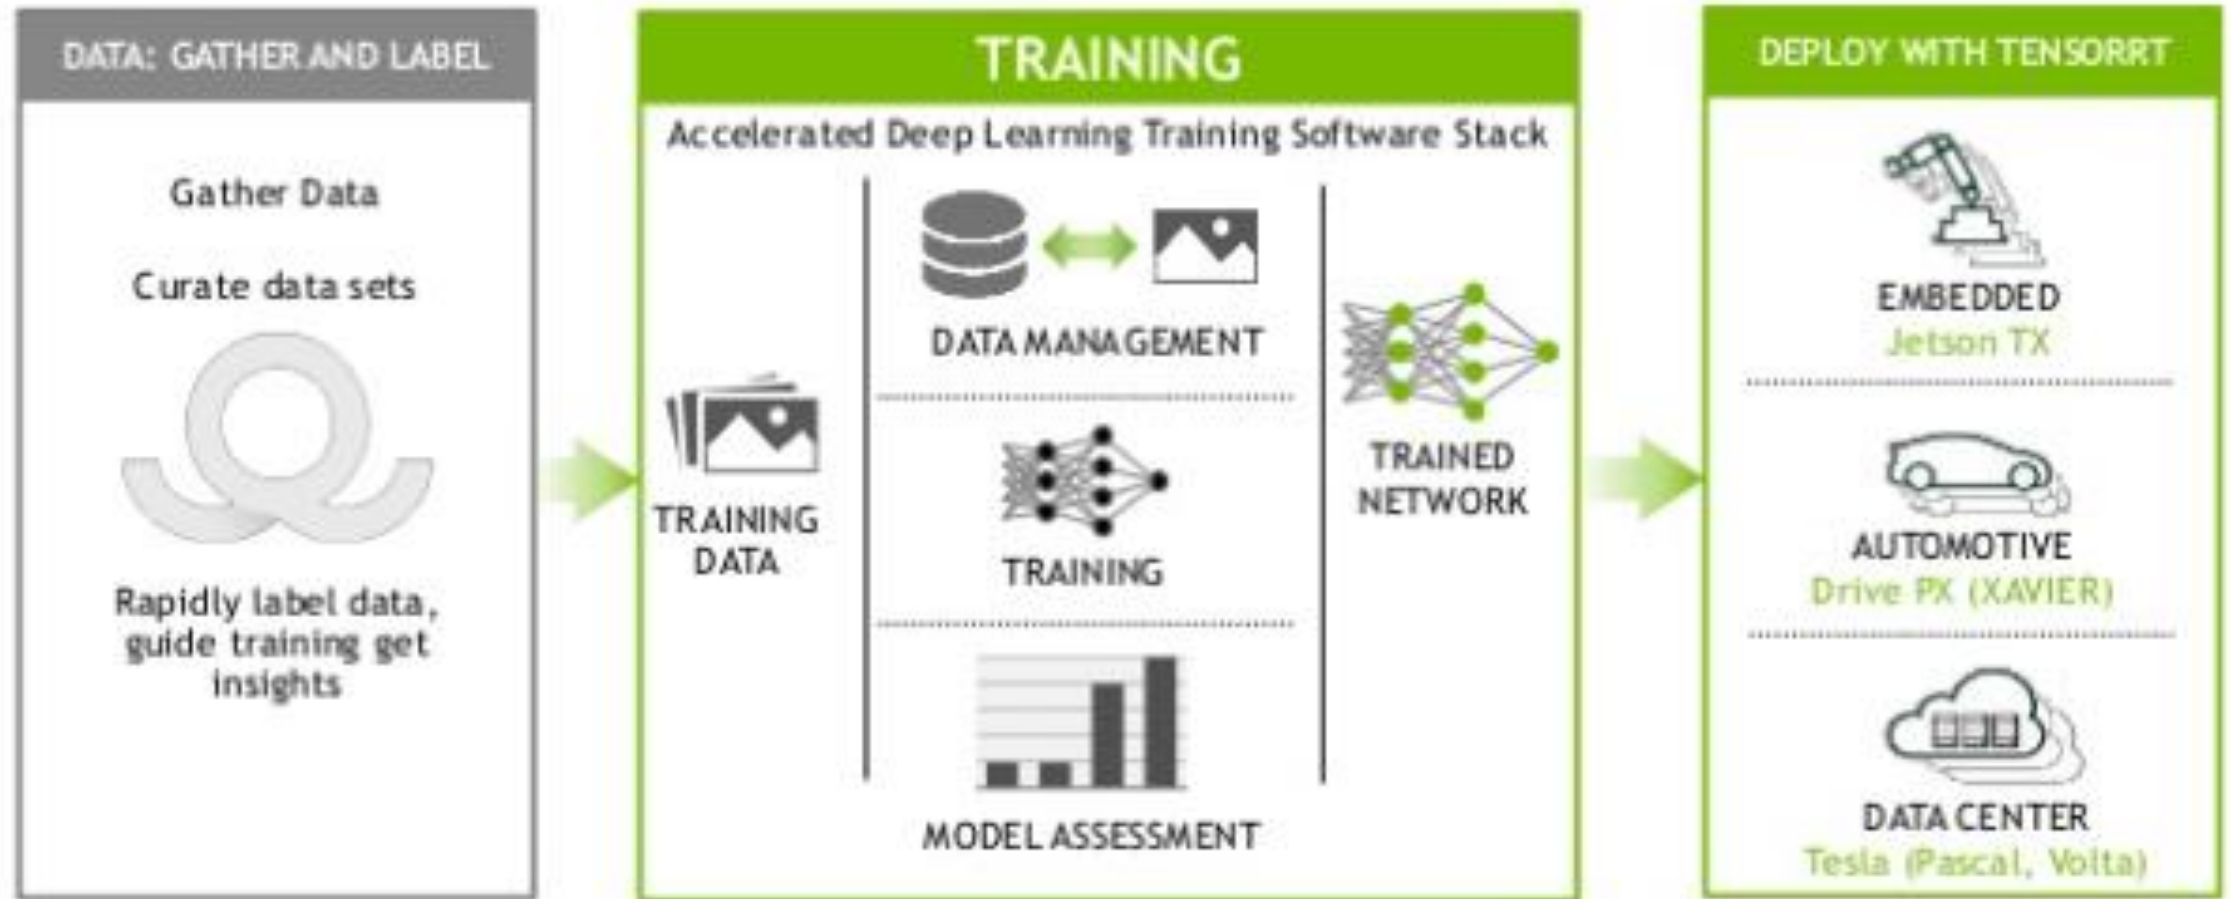 DATA: GATHER AND LABEL
Gather Data
Curate data sets
Rapidly label data,
guide training get
insights
TRAINING
Accelerated Deep Learning Training Software Stack
TRAINING
DATA
DATA MANAGEMENT
TRAINING
MODEL ASSESSMENT
TRAINED
NETWORK
DEPLOY WITH TENSORRT
EMBEDDED
Jetson TX
AUTOMOTIVE
Drive PX (XAVIER)
DATA CENTER
Tesla (Pascal, Volta)